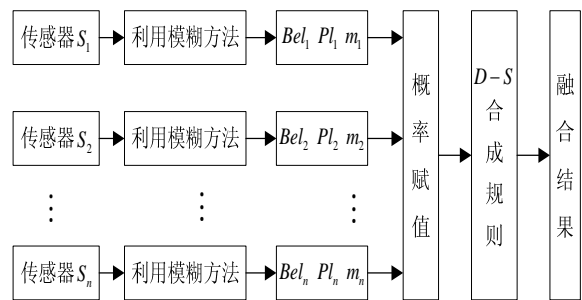 传感器S₁
利用模糊方法
Bel₁ Pl₁ m₁
传感器S₂
利用模糊方法
Bel₂ Pl₂ m₂
⋮ ⋮ ⋮
传感器Sₙ
利用模糊方法
Belₙ Plₙ mₙ
概率赋值
D-S合成规则
融合结果